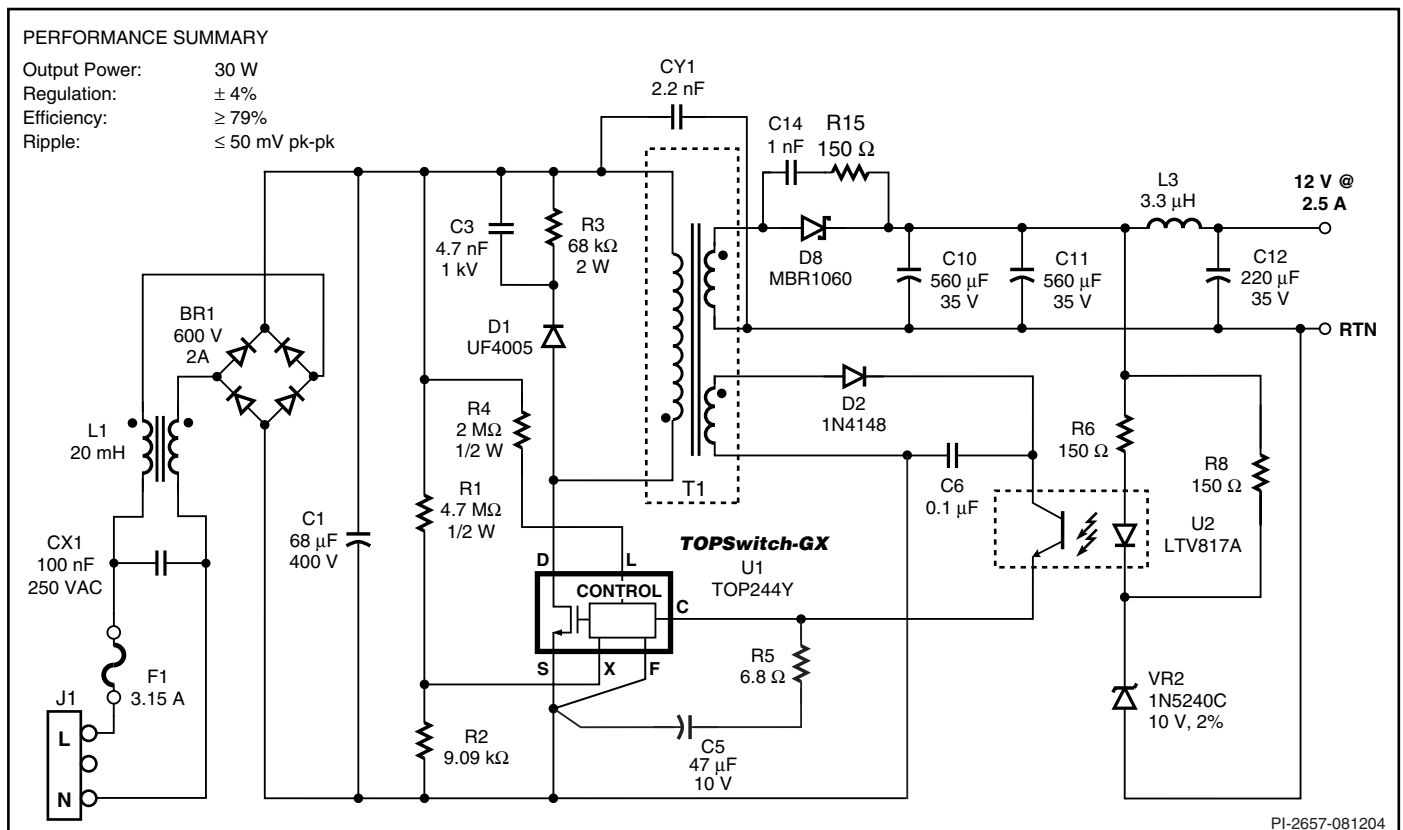 PERFORMANCE SUMMARY
Output Power: 30 W
Regulation: ± 4%
Efficiency: ≥ 79%
Ripple: ≤ 50 mV pk-pk
CY1
2.2 nF
C14
1 nF
R15
150 Ω
L3
3.3 µH
12 V @
2.5 A
C3
4.7 nF
1 kV
R3
68 kΩ
2 W
D8
MBR1060
C10
560 µF
35 V
C11
560 µF
35 V
C12
220 µF
35 V
BR1
600 V
2A
D1
UF4005
RTN
D2
1N4148
L1
20 mH
R4
2 MΩ
1/2 W
R6
150 Ω
R8
150 Ω
T1
C6
0.1 µF
R1
4.7 MΩ
1/2 W
C1
68 µF
400 V
U2
LTV817A
CX1
100 nF
250 VAC
TOPSwitch-GX
U1
TOP244Y
D
L
CONTROL
C
S
X
F
R5
6.8 Ω
F1
3.15 A
J1
L
N
VR2
1N5240C
10 V, 2%
R2
9.09 kΩ
C5
47 µF
10 V
PI-2657-081204